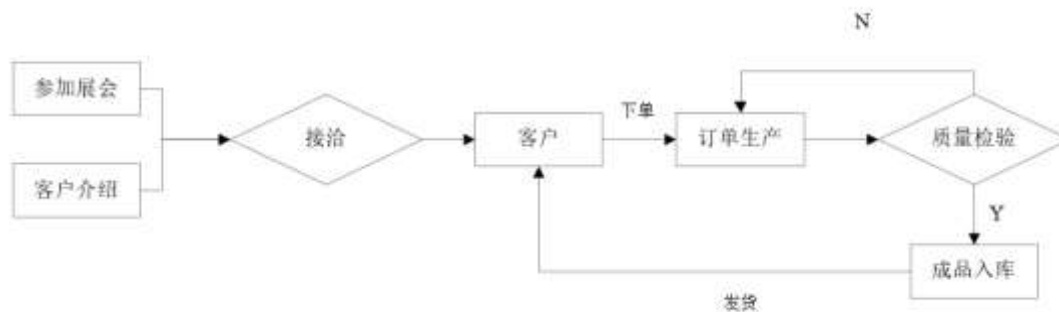 N
参加展会
下单
接洽
客户
订单生产
质量检验
客户介绍
Y
成品入库
发货